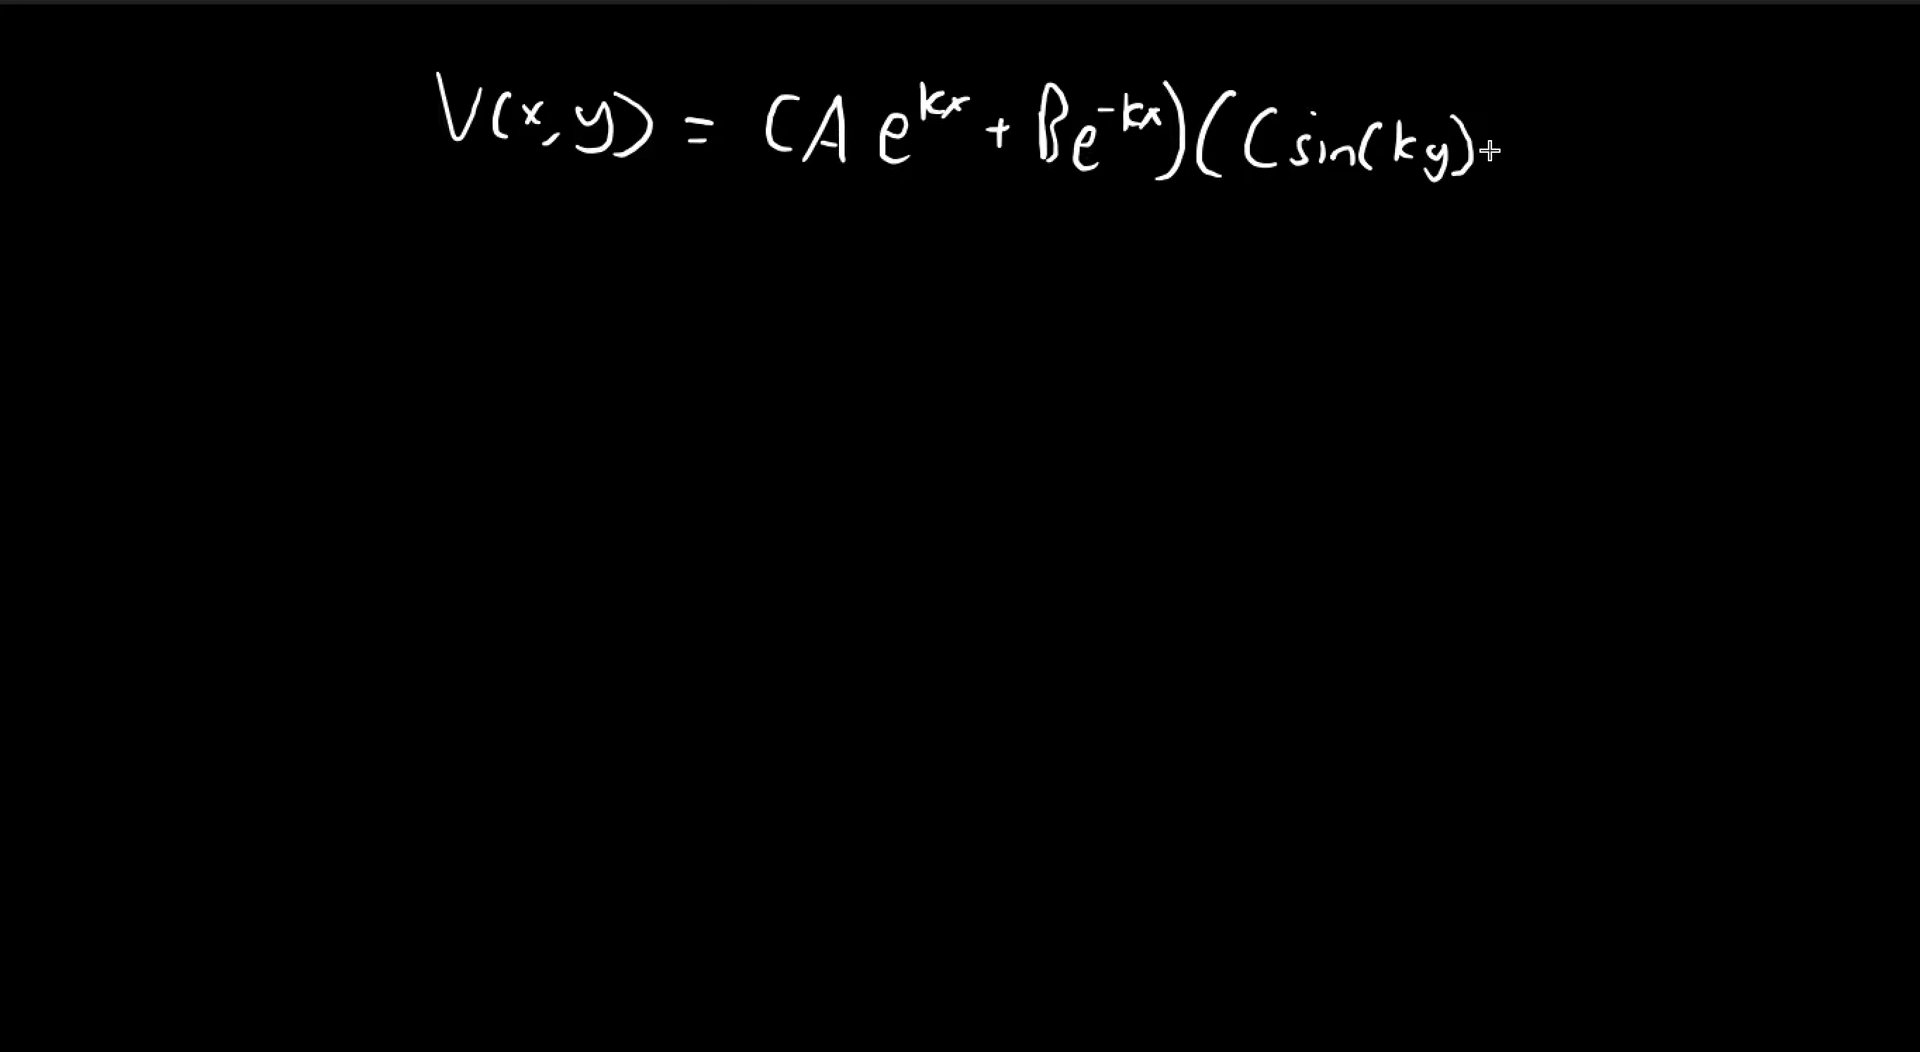 V(x,y) = (A e^{kx} + B e^{-kx})(C sin(ky)